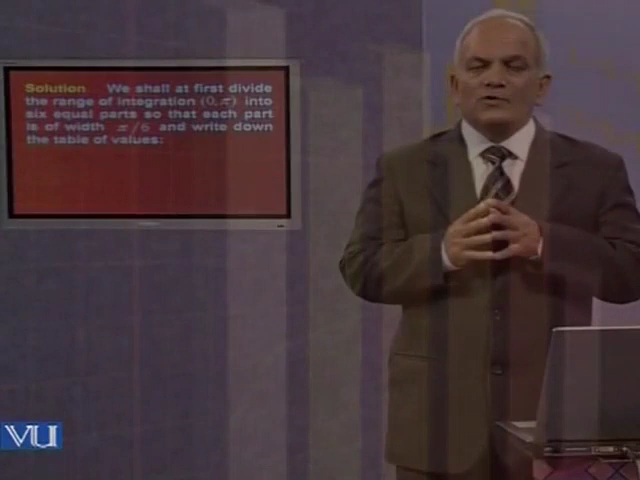 Solution We shall at first divide
the range of integration (0, π) into
six equal parts so that each part
is of width π/6 and write down
the table of values:
VU